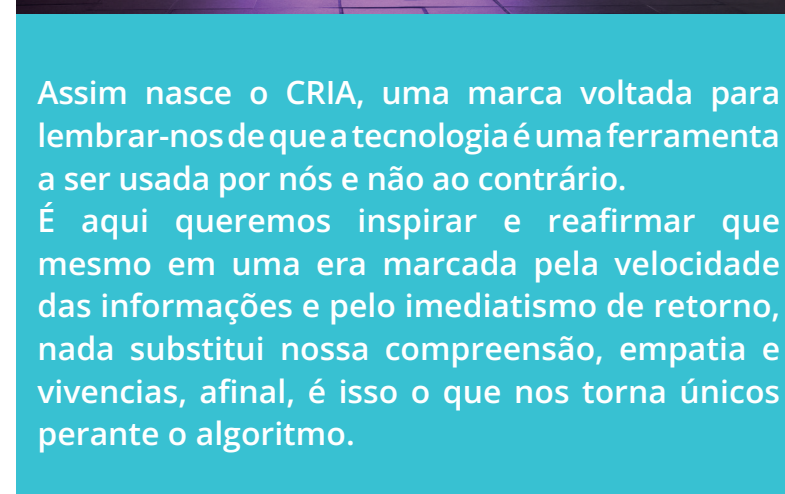 Assim nasce o CRIA, uma marca voltada para
lembrar-nos de que a tecnologia é uma ferramenta
a ser usada por nós e não ao contrário.
É aqui queremos inspirar e reafirmar que
mesmo em uma era marcada pela velocidade
das informações e pelo imediatismo de retorno,
nada substitui nossa compreensão, empatia e
vivencias, afinal, é isso o que nos torna únicos
perante o algoritmo.